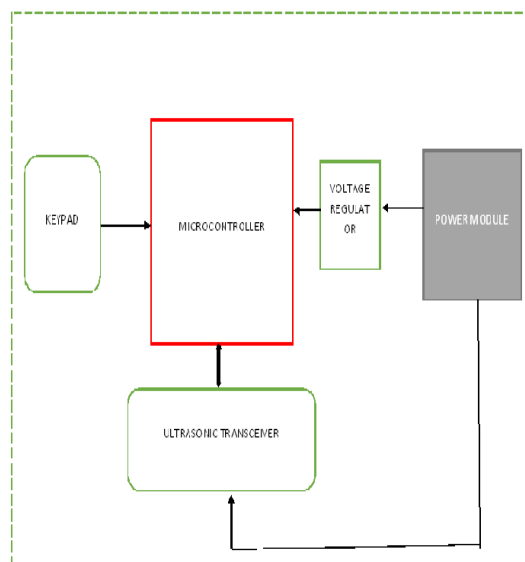 KEYPAD
MICROCONTROLLER
VOLTAGE
REGULAT
OR
POWER MODULE
ULTRASONIC TRANSCEIVER